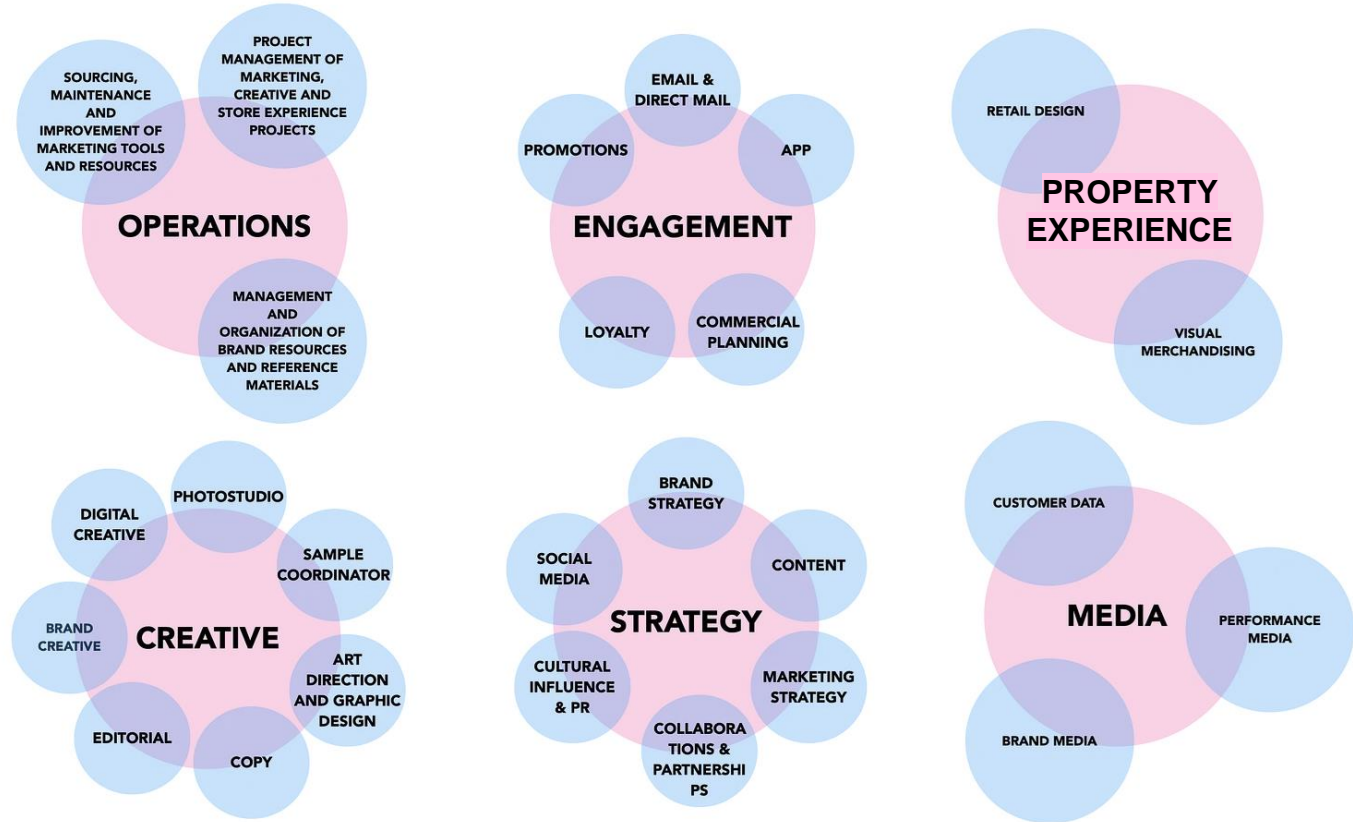 SOURCING,
MAINTENANCE
AND
IMPROVEMENT OF
MARKETING TOOLS
AND RESOURCES
PROJECT
MANAGEMENT OF
MARKETING,
CREATIVE AND
STORE EXPERIENCE
PROJECTS
OPERATIONS
MANAGEMENT
AND
ORGANIZATION OF
BRAND RESOURCES
AND REFERENCE
MATERIALS
EMAIL &
DIRECT MAIL
PROMOTIONS
APP
ENGAGEMENT
LOYALTY
COMMERCIAL
PLANNING
RETAIL DESIGN
PROPERTY
EXPERIENCE
VISUAL
MERCHANDISING
PHOTOSTUDIO
DIGITAL
CREATIVE
SAMPLE
COORDINATOR
BRAND
CREATIVE
CREATIVE
ART
DIRECTION
AND GRAPHIC
DESIGN
EDITORIAL
COPY
BRAND
STRATEGY
SOCIAL
MEDIA
CONTENT
STRATEGY
CULTURAL
INFLUENCE
& PR
MARKETING
STRATEGY
COLLABORA
TIONS &
PARTNERSHI
PS
CUSTOMER DATA
MEDIA
PERFORMANCE
MEDIA
BRAND MEDIA